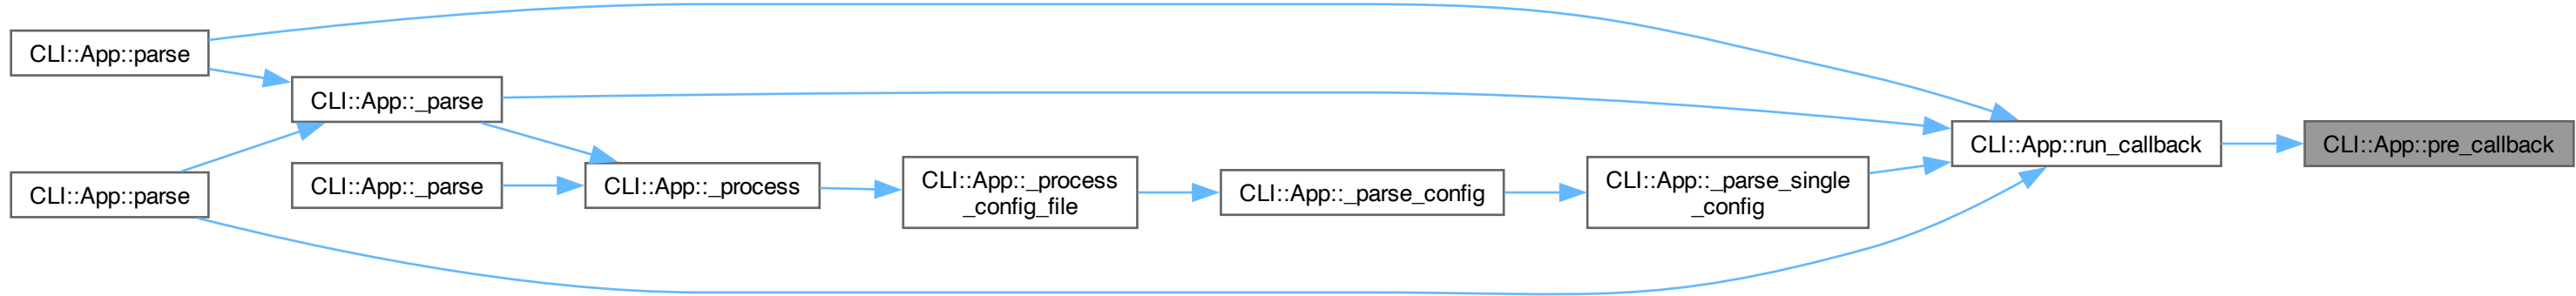 CLI::App::parse
CLI::App::_parse
CLI::App::parse
CLI::App::_parse
CLI::App::_process
CLI::App::_process
_config_file
CLI::App::_parse_config
CLI::App::_parse_single
_config
CLI::App::run_callback
CLI::App::pre_callback